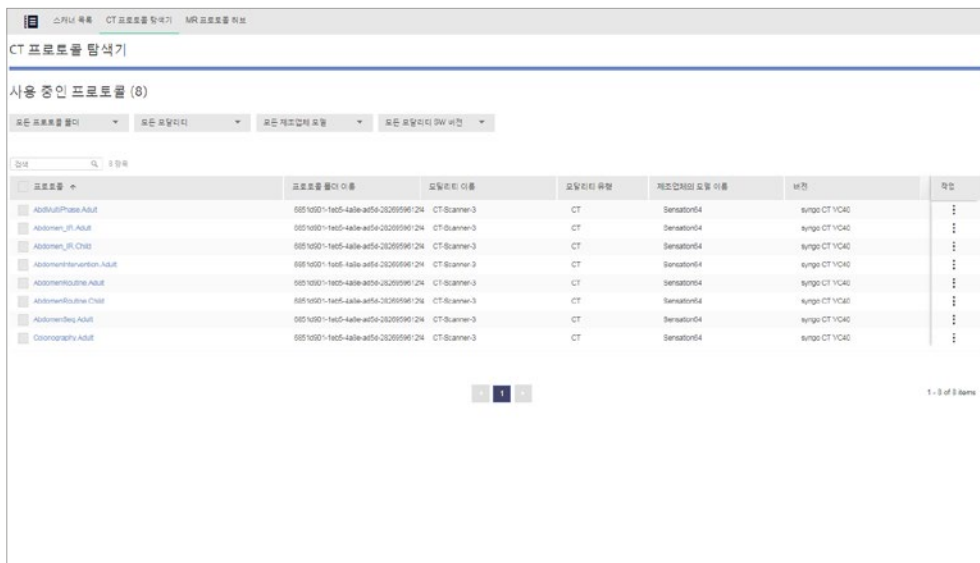 스캐너 목록 CT 프로토콜 탐색기 MR 프로토콜 허브
CT 프로토콜 탐색기
사용 중인 프로토콜 (8)
모든 프로토콜 폴더 모든 모달리티 모든 제조업체 모델 모든 모달리티 SW 버전
검색 8 항목
프로토콜 프로토콜 폴더 이름 모달리티 이름 모달리티 유형 제조업체의 모델 이름 버전 작업
AbdMultiPhase.Adult CT-Scanner-3 CT Sensation64 syngo CT VC40
Abdomen_IR.Adult CT-Scanner-3 CT Sensation64 syngo CT VC40
Abdomen_IR.Child CT-Scanner-3 CT Sensation64 syngo CT VC40
AbdomenIntervention.Adult CT-Scanner-3 CT Sensation64 syngo CT VC40
AbdomenRoutine.Adult CT-Scanner-3 CT Sensation64 syngo CT VC40
AbdomenRoutine.Child CT-Scanner-3 CT Sensation64 syngo CT VC40
AbdomenSeq.Adult CT-Scanner-3 CT Sensation64 syngo CT VC40
Colonography.Adult CT-Scanner-3 CT Sensation64 syngo CT VC40
1
1 - 8 of 8 items